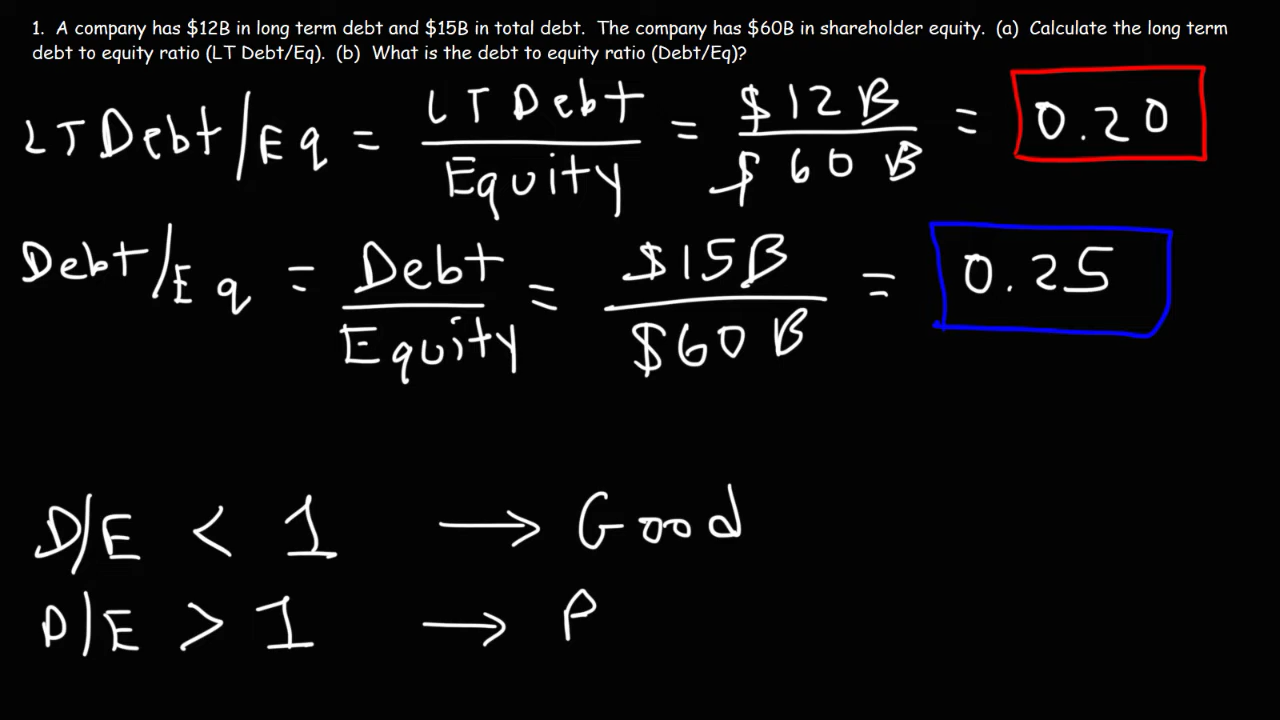 1. A company has $12B in long term debt and $15B in total debt. The company has $60B in shareholder equity. (a) Calculate the long term
debt to equity ratio (LT Debt/Eq). (b) What is the debt to equity ratio (Debt/Eq)?
LT Debt/Eq = LT Debt / Equity = $12B / $60B = 0.20
Debt/Eq = Debt / Equity = $15B / $60B = 0.25
D/E < 1 → Good
D/E > 1 → P